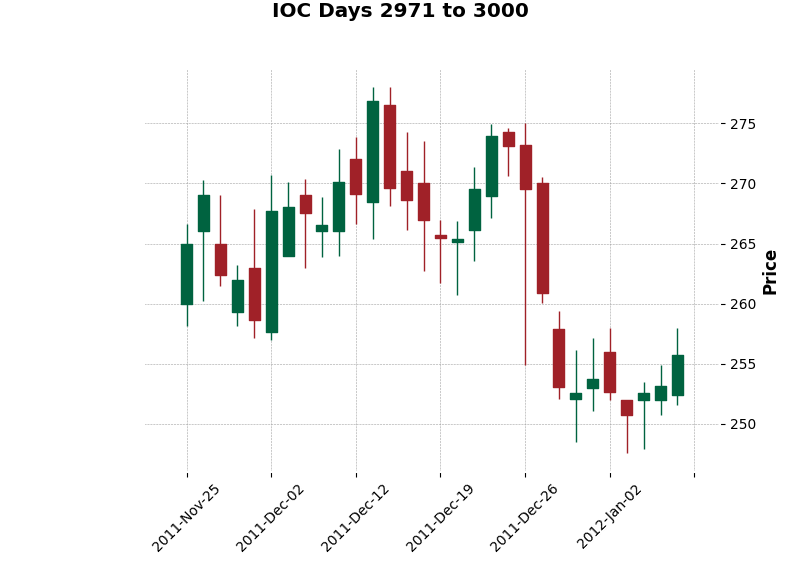 IOC Days 2971 to 3000
275
270
265
260
255
250
Price
2011-Nov-25
2011-Dec-02
2011-Dec-12
2011-Dec-19
2011-Dec-26
2012-Jan-02